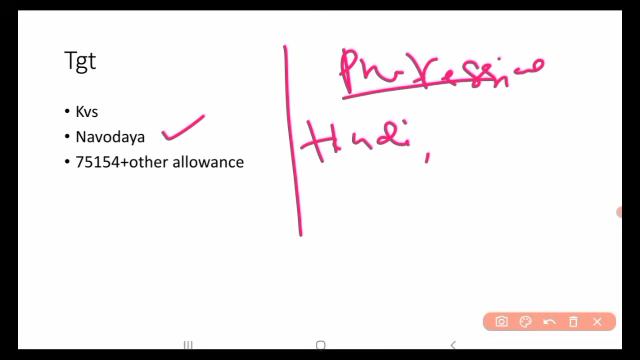 Tgt
• Kvs
• Navodaya
• 75154+other allowance
Hindi,